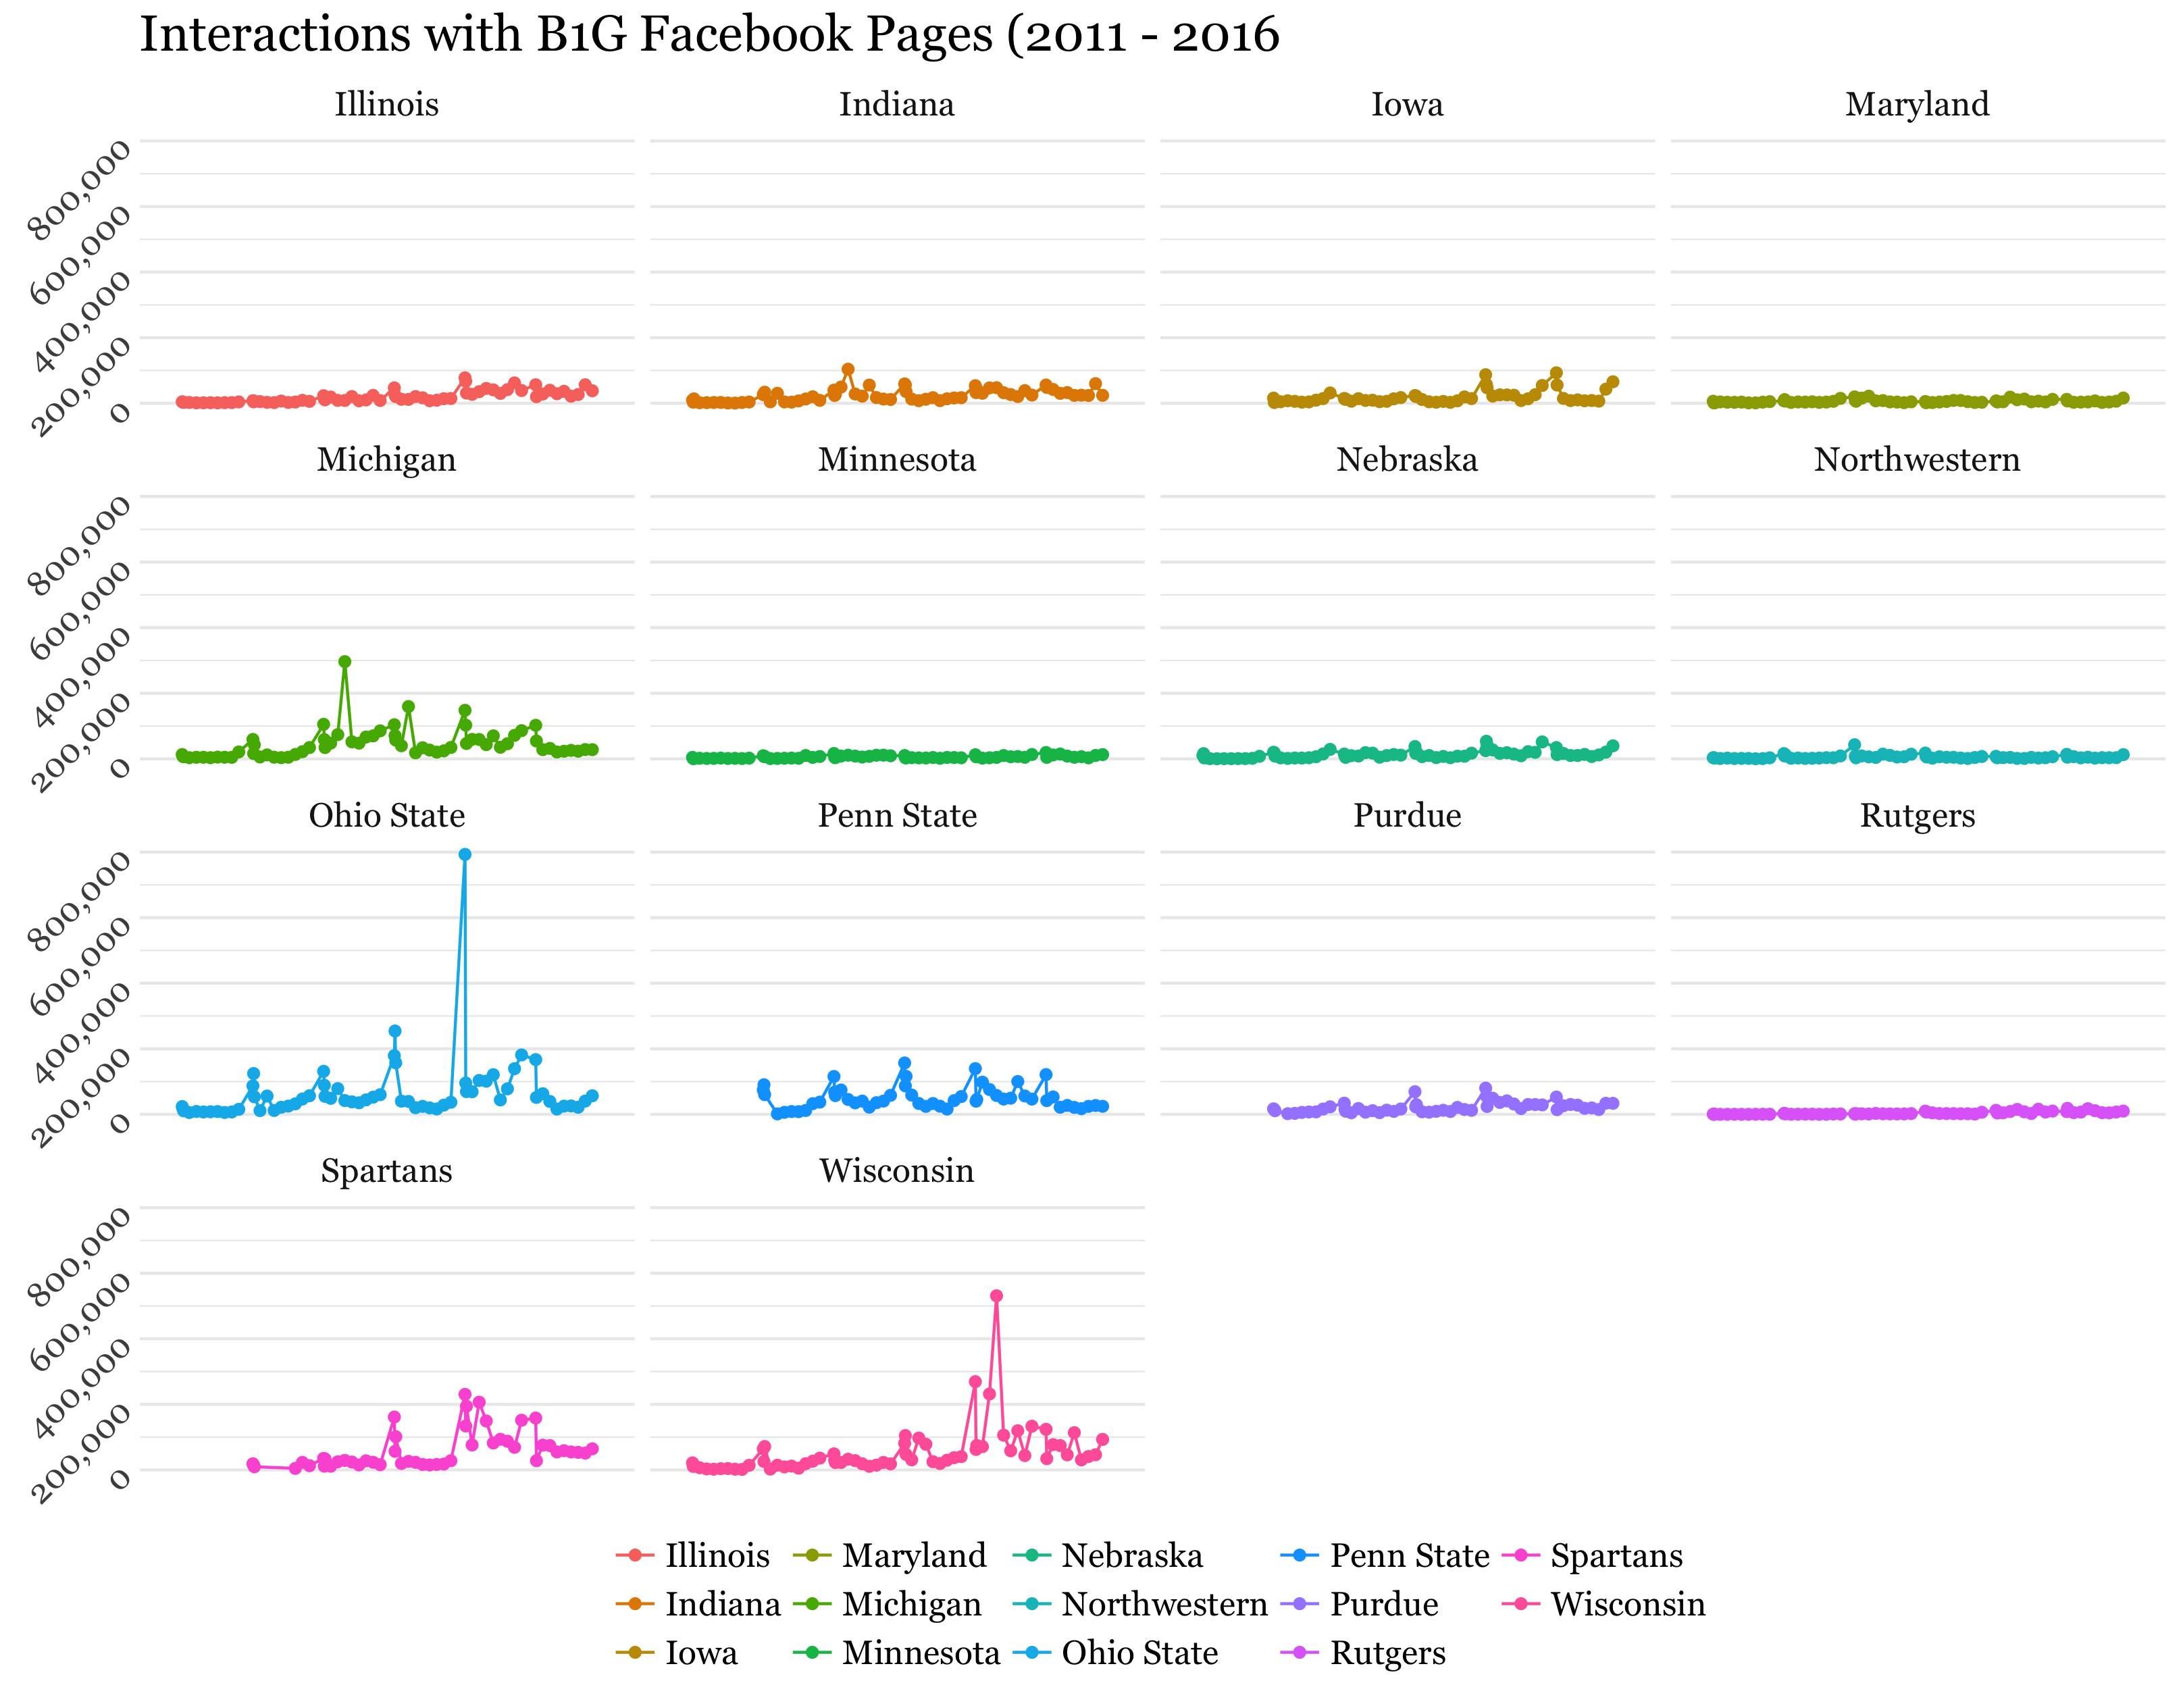 Interactions with B1G Facebook Pages (2011 - 2016
Illinois Indiana Iowa Maryland
800,000
600,000
400,000
200,000
0
Michigan Minnesota Nebraska Northwestern
800,000
600,000
400,000
200,000
0
Ohio State Penn State Purdue Rutgers
800,000
600,000
400,000
200,000
0
Spartans Wisconsin
800,000
600,000
400,000
200,000
0
Illinois Maryland Nebraska Penn State Spartans
Indiana Michigan Northwestern Purdue Wisconsin
Iowa Minnesota Ohio State Rutgers